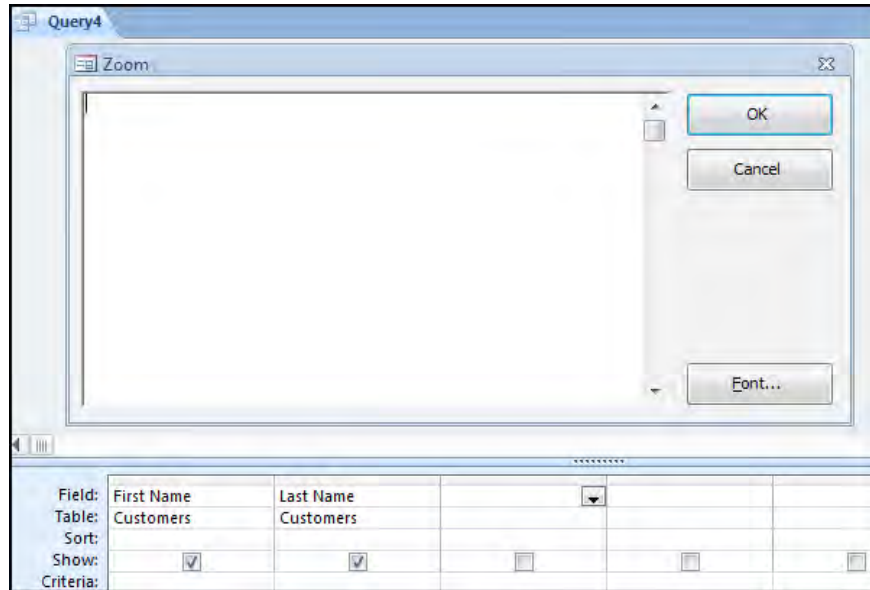 Query4
Zoom
OK
Cancel
Font...
Field: First Name Last Name
Table: Customers Customers
Sort:
Show:
Criteria: